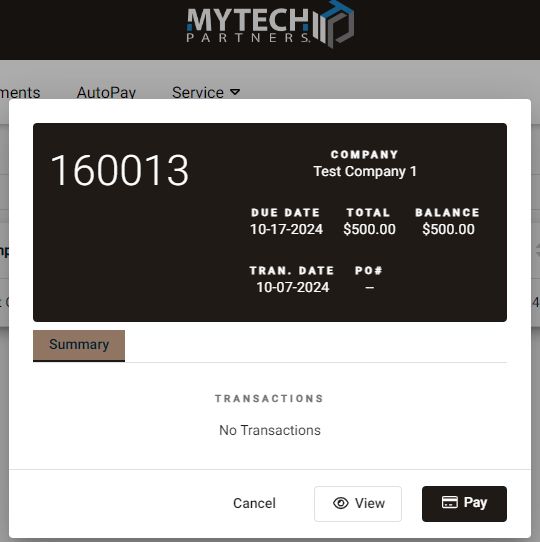 MYTECH
PARTNERS
ments AutoPay Service
160013
COMPANY
Test Company 1
DUE DATE TOTAL BALANCE
10-17-2024 $500.00 $500.00
TRAN. DATE PO#
10-07-2024 --
Summary
TRANSACTIONS
No Transactions
Cancel View Pay